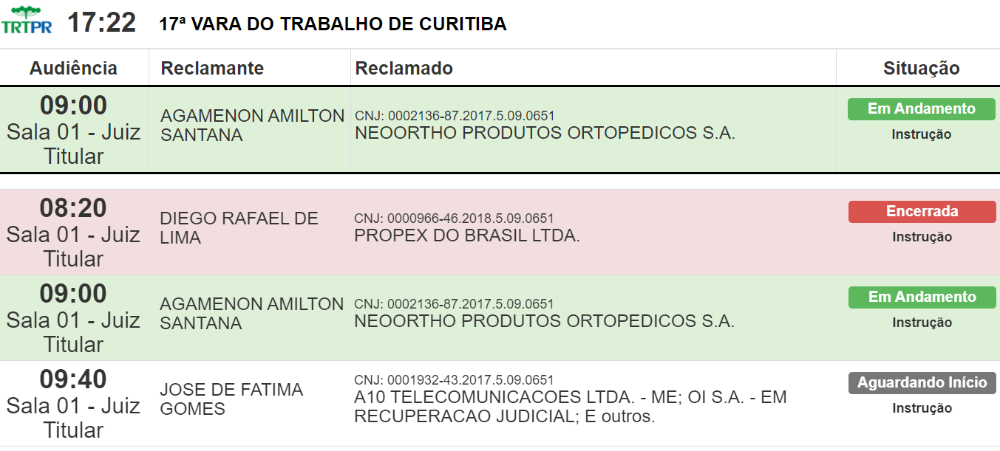 TRTPR 17:22 17ª VARA DO TRABALHO DE CURITIBA
Audiência Reclamante Reclamado Situação
09:00
Sala 01 - Juiz
Titular
AGAMENON AMILTON
SANTANA
CNJ: 0002136-87.2017.5.09.0651
NEOORTHO PRODUTOS ORTOPEDICOS S.A.
Em Andamento
Instrução
08:20
Sala 01 - Juiz
Titular
DIEGO RAFAEL DE
LIMA
CNJ: 0000966-46.2018.5.09.0651
PROPEX DO BRASIL LTDA.
Encerrada
Instrução
09:00
Sala 01 - Juiz
Titular
AGAMENON AMILTON
SANTANA
CNJ: 0002136-87.2017.5.09.0651
NEOORTHO PRODUTOS ORTOPEDICOS S.A.
Em Andamento
Instrução
09:40
Sala 01 - Juiz
Titular
JOSE DE FATIMA
GOMES
CNJ: 0001932-43.2017.5.09.0651
A10 TELECOMUNICACOES LTDA. - ME; OI S.A. - EM
RECUPERACAO JUDICIAL; E outros.
Aguardando Início
Instrução